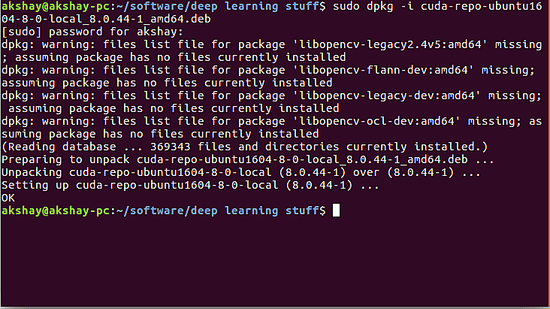 akshay@akshay-pc:~/software/deep learning stuff$ sudo dpkg -i cuda-repo-ubuntu16
04-8-0-local_8.0.44-1_amd64.deb
[sudo] password for akshay:
dpkg: warning: files list file for package 'libopencv-legacy2.4v5:amd64' missing
; assuming package has no files currently installed
dpkg: warning: files list file for package 'libopencv-flann-dev:amd64' missing;
assuming package has no files currently installed
dpkg: warning: files list file for package 'libopencv-legacy-dev:amd64' missing;
 assuming package has no files currently installed
dpkg: warning: files list file for package 'libopencv-ocl-dev:amd64' missing; as
suming package has no files currently installed
(Reading database ... 369343 files and directories currently installed.)
Preparing to unpack cuda-repo-ubuntu1604-8-0-local_8.0.44-1_amd64.deb ...
Unpacking cuda-repo-ubuntu1604-8-0-local (8.0.44-1) over (8.0.44-1) ...
Setting up cuda-repo-ubuntu1604-8-0-local (8.0.44-1) ...
OK
akshay@akshay-pc:~/software/deep learning stuff$